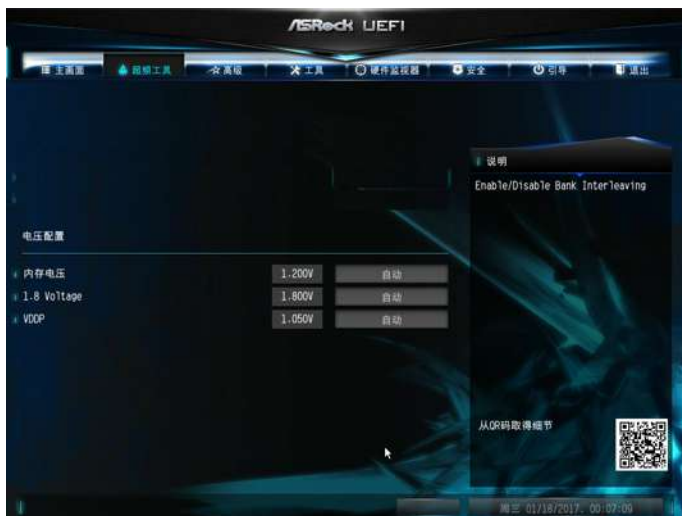 ASRock UEFI
主画面 超频工具 高级 工具 硬件监视器 安全 引导 退出
说明
Enable/Disable Bank Interleaving
电压配置
内存电压 1.200V 自动
1.8 Voltage 1.800V 自动
VDDP 1.050V 自动
从QR码取得细节
周三 01/18/2017. 00:07:09